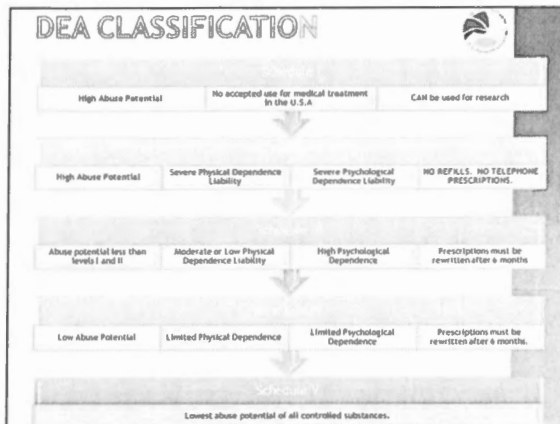 DEA CLASSIFICATION
High Abuse Potential
No accepted use for medical treatment
in the U.S.A
CAN be used for research
High Abuse Potential
Severe Physical Dependence
Liability
Severe Psychological
Dependence Liability
NO REFILLS. NO TELEPHONE
PRESCRIPTIONS.
Abuse potential less than
levels I and II
Moderate or Low Physical
Dependence Liability
High Psychological
Dependence
Prescriptions must be
rewritten after 6 months
Low Abuse Potential
Limited Physical Dependence
Limited Psychological
Dependence
Prescriptions must be
rewritten after 6 months.
Schedule V
Lowest abuse potential of all controlled substances.